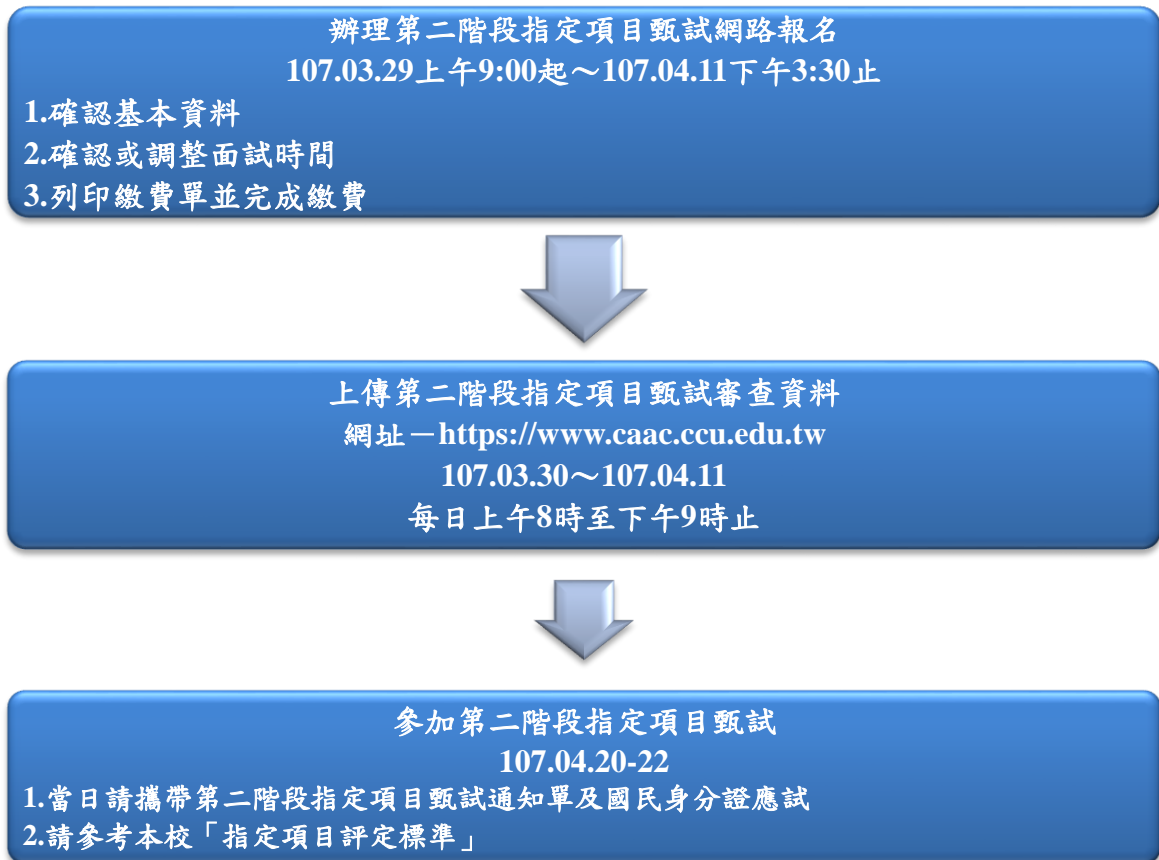 辦理第二階段指定項目甄試網路報名
107.03.29上午9:00起～107.04.11下午3:30止
1.確認基本資料
2.確認或調整面試時間
3.列印繳費單並完成繳費
上傳第二階段指定項目甄試審查資料
網址－https://www.caac.ccu.edu.tw
107.03.30～107.04.11
每日上午8時至下午9時止
參加第二階段指定項目甄試
107.04.20-22
1.當日請攜帶第二階段指定項目甄試通知單及國民身分證應試
2.請參考本校「指定項目評定標準」